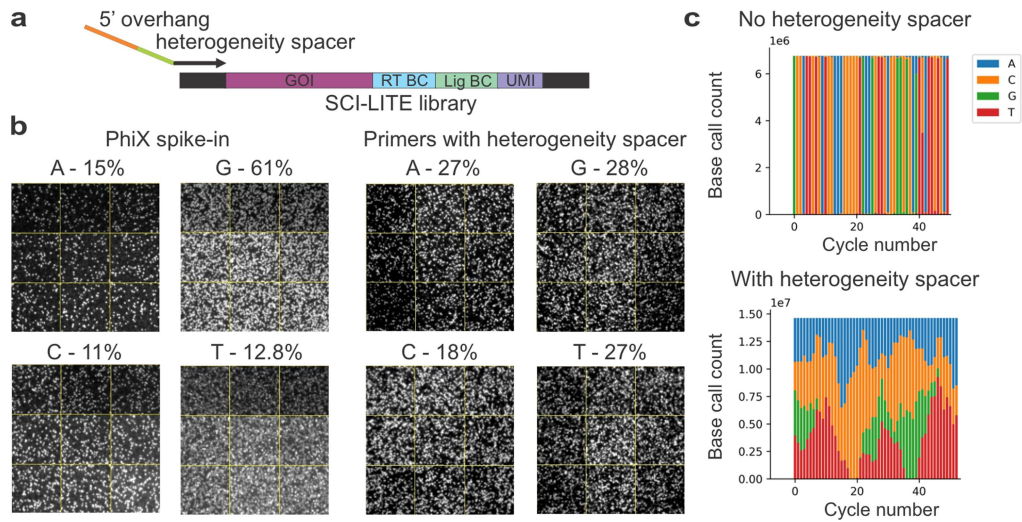 a
5’ overhang
heterogeneity spacer
GOI
RT BC
Lig BC
UMI
SCI-LITE library
b
PhiX spike-in
Primers with heterogeneity spacer
A - 15%
G - 61%
A - 27%
G - 28%
C - 11%
T - 12.8%
C - 18%
T - 27%
c
No heterogeneity spacer
1e6
Base call count
6
4
2
0
0
20
40
Cycle number
A
C
G
T
With heterogeneity spacer
1e7
Base call count
1.50
1.25
1.00
0.75
0.50
0.25
0.00
0
20
40
Cycle number